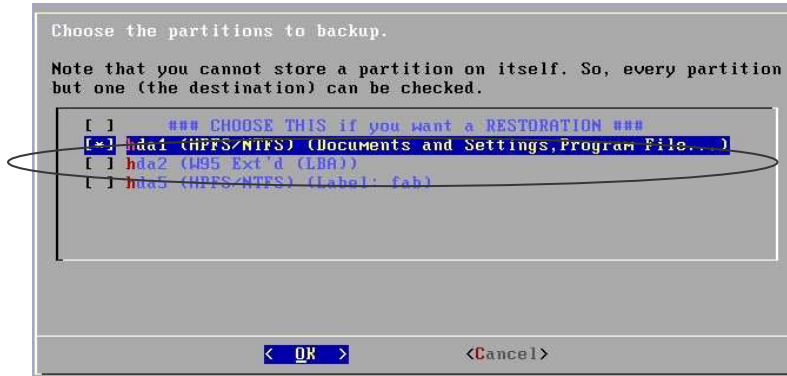 Choose the partitions to backup.
Note that you cannot store a partition on itself. So, every partition
but one (the destination) can be checked.
[ ] ### CHOOSE THIS if you want a RESTORATION ###
[*] hda1 (HPFS/NTFS) (Documents and Settings,Program File...)
[ ] hda2 (W95 Ext'd (LBA))
[ ] hda5 (HPFS/NTFS) (Label: fab)
< OK > <Cancel>